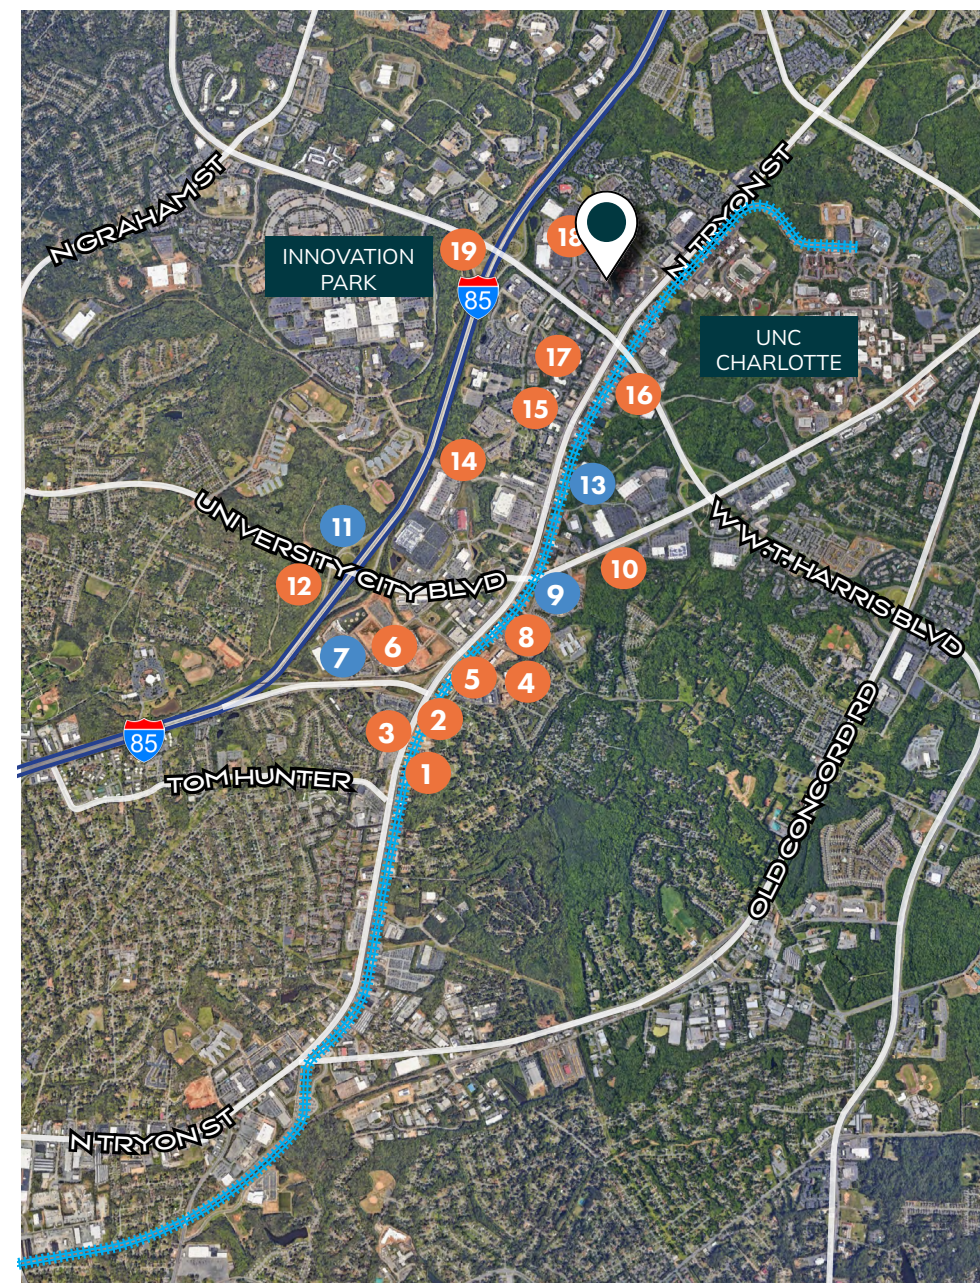 N GRAHAM ST
N TRYON ST
18
19
INNOVATION
PARK
85
UNC
CHARLOTTE
17
16
15
14
13
11
W W.T. HARRIS BLVD
UNIVERSITY CITY BLVD
10
12
9
8
6
7
5
4
2
3
85
1
TOM HUNTER
OLD CONCORD RD
N TRYON ST